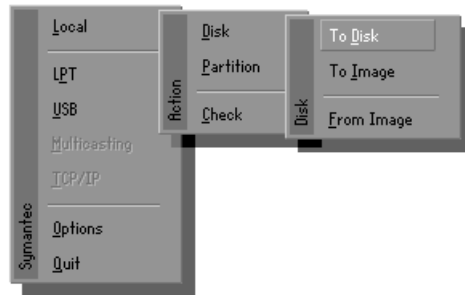 Symantec
Local
LPT
USB
Multicasting
TCP/IP
Options
Quit
Action
Disk
Partition
Check
Disk
To Disk
To Image
From Image